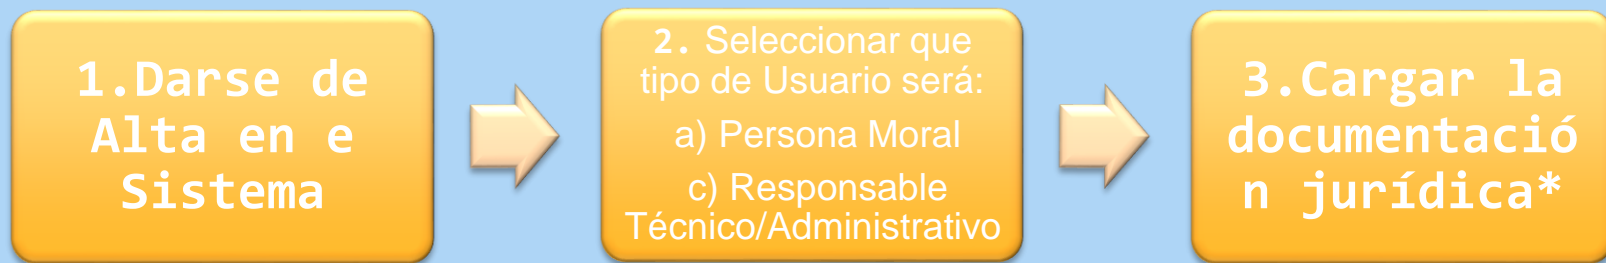 1.Darse de
Alta en e
Sistema
2. Seleccionar que
tipo de Usuario será:
a) Persona Moral
c) Responsable
Técnico/Administrativo
3.Cargar la
documentació
n jurídica*